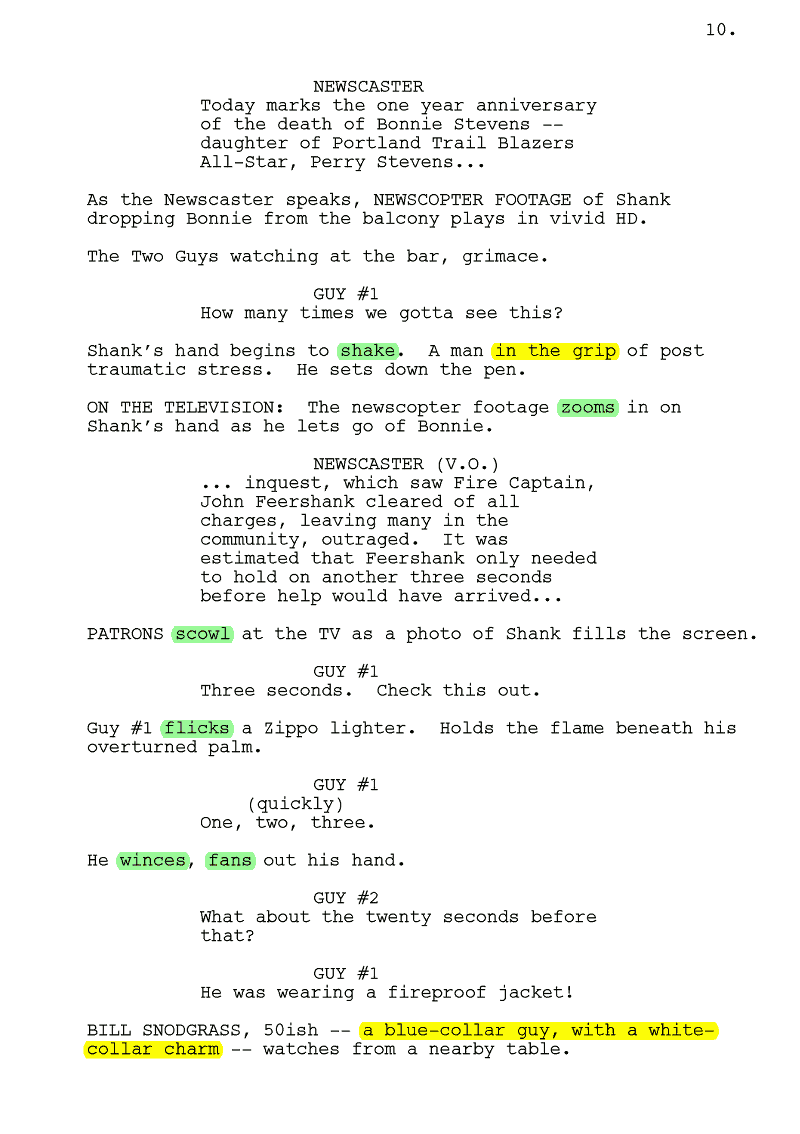 10.
NEWSCASTER
Today marks the one year anniversary
of the death of Bonnie Stevens --
daughter of Portland Trail Blazers
All-Star, Perry Stevens...
As the Newscaster speaks, NEWSCOPTER FOOTAGE of Shank
dropping Bonnie from the balcony plays in vivid HD.
The Two Guys watching at the bar, grimace.
GUY #1
How many times we gotta see this?
Shank's hand begins to shake.  A man in the grip of post
traumatic stress.  He sets down the pen.
ON THE TELEVISION:  The newscopter footage zooms in on
Shank's hand as he lets go of Bonnie.
NEWSCASTER (V.O.)
... inquest, which saw Fire Captain,
John Feershank cleared of all
charges, leaving many in the
community, outraged.  It was
estimated that Feershank only needed
to hold on another three seconds
before help would have arrived...
PATRONS scowl at the TV as a photo of Shank fills the screen.
GUY #1
Three seconds.  Check this out.
Guy #1 flicks a Zippo lighter.  Holds the flame beneath his
overturned palm.
GUY #1
(quickly)
One, two, three.
He winces, fans out his hand.
GUY #2
What about the twenty seconds before
that?
GUY #1
He was wearing a fireproof jacket!
BILL SNODGRASS, 50ish -- a blue-collar guy, with a white-
collar charm -- watches from a nearby table.